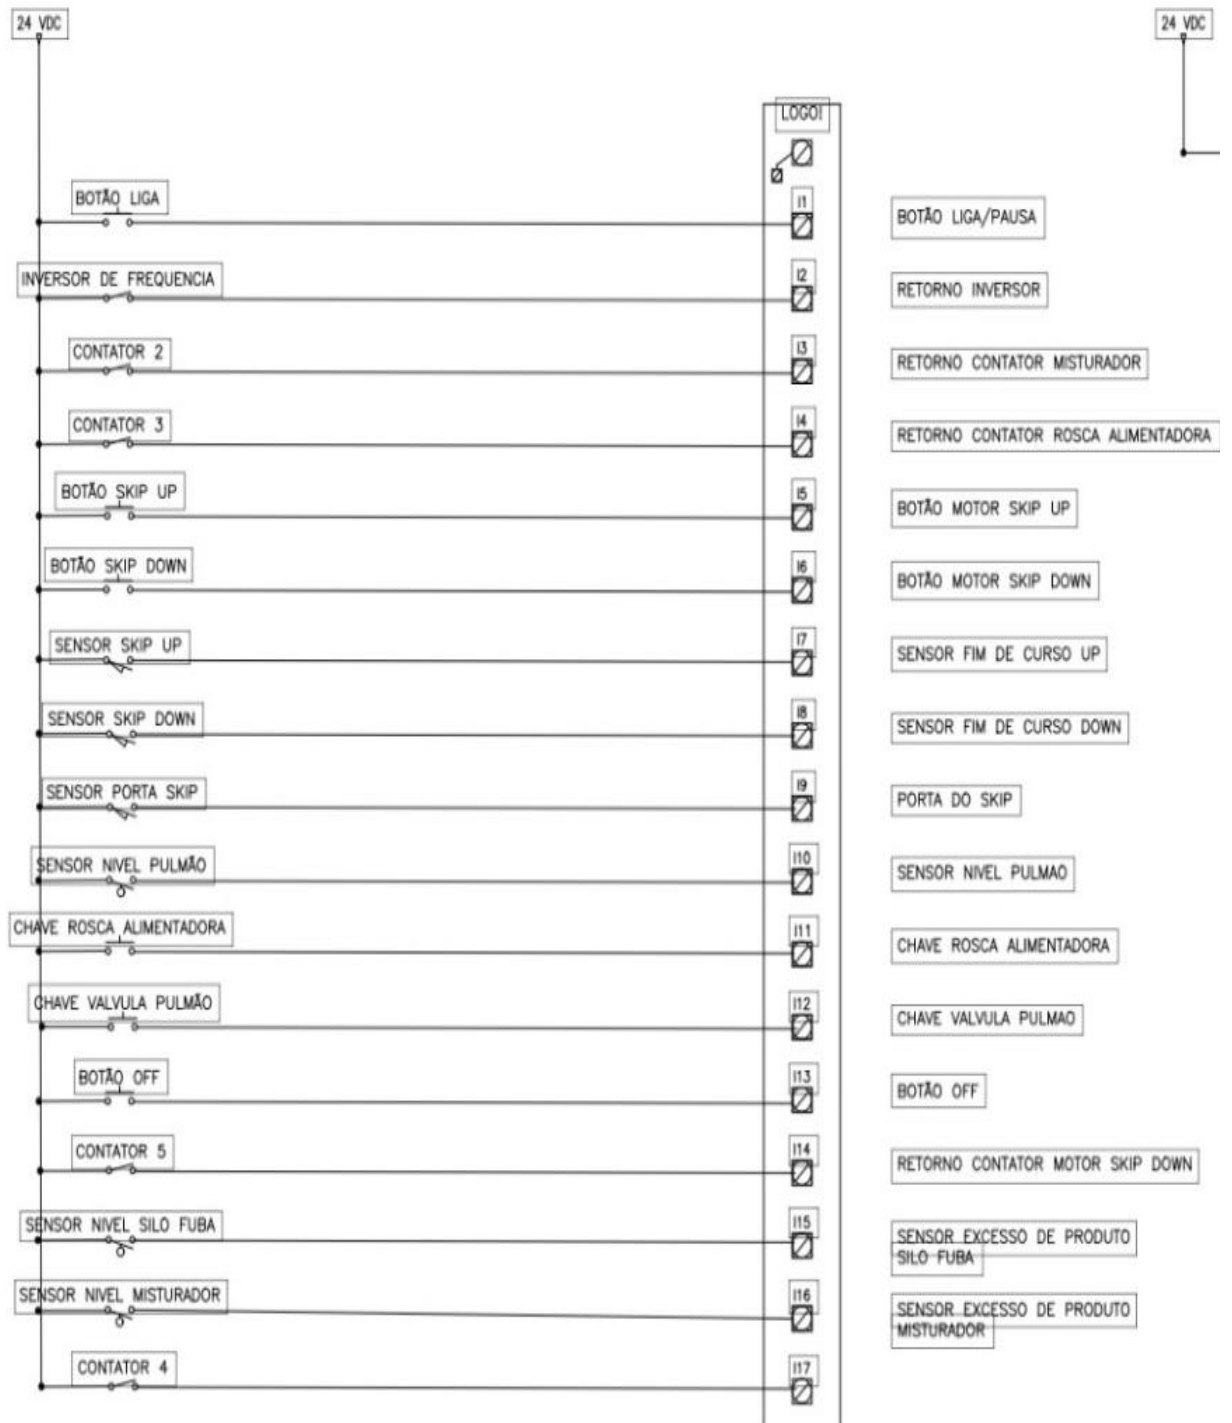 24 VDC
24 VDC
LOGO!
BOTÃO LIGA
I1
BOTÃO LIGA/PAUSA
INVERSOR DE FREQUENCIA
I2
RETORNO INVERSOR
CONTATOR 2
I3
RETORNO CONTATOR MISTURADOR
CONTATOR 3
I4
RETORNO CONTATOR ROSCA ALIMENTADORA
BOTÃO SKIP UP
I5
BOTÃO MOTOR SKIP UP
BOTÃO SKIP DOWN
I6
BOTÃO MOTOR SKIP DOWN
SENSOR SKIP UP
I7
SENSOR FIM DE CURSO UP
SENSOR SKIP DOWN
I8
SENSOR FIM DE CURSO DOWN
SENSOR PORTA SKIP
I9
PORTA DO SKIP
SENSOR NIVEL PULMÃO
I10
SENSOR NIVEL PULMAO
CHAVE ROSCA ALIMENTADORA
I11
CHAVE ROSCA ALIMENTADORA
CHAVE VALVULA PULMÃO
I12
CHAVE VALVULA PULMAO
BOTÃO OFF
I13
BOTÃO OFF
CONTATOR 5
I14
RETORNO CONTATOR MOTOR SKIP DOWN
SENSOR NIVEL SILO FUBA
I15
SENSOR EXCESSO DE PRODUTO
SILO FUBA
SENSOR NIVEL MISTURADOR
I16
SENSOR EXCESSO DE PRODUTO
MISTURADOR
CONTATOR 4
I17